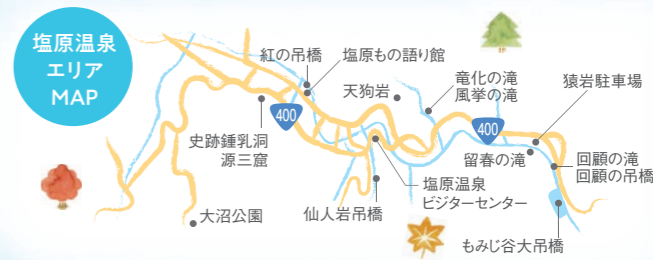 塩原温泉
エリア
MAP
紅の吊橋
塩原もの語り館
天狗岩
竜化の滝
風挙の滝
猿岩駐車場
400
400
史跡鍾乳洞
源三窟
留春の滝
回顧の滝
回顧の吊橋
塩原温泉
ビジターセンター
大沼公園
仙人岩吊橋
もみじ谷大吊橋